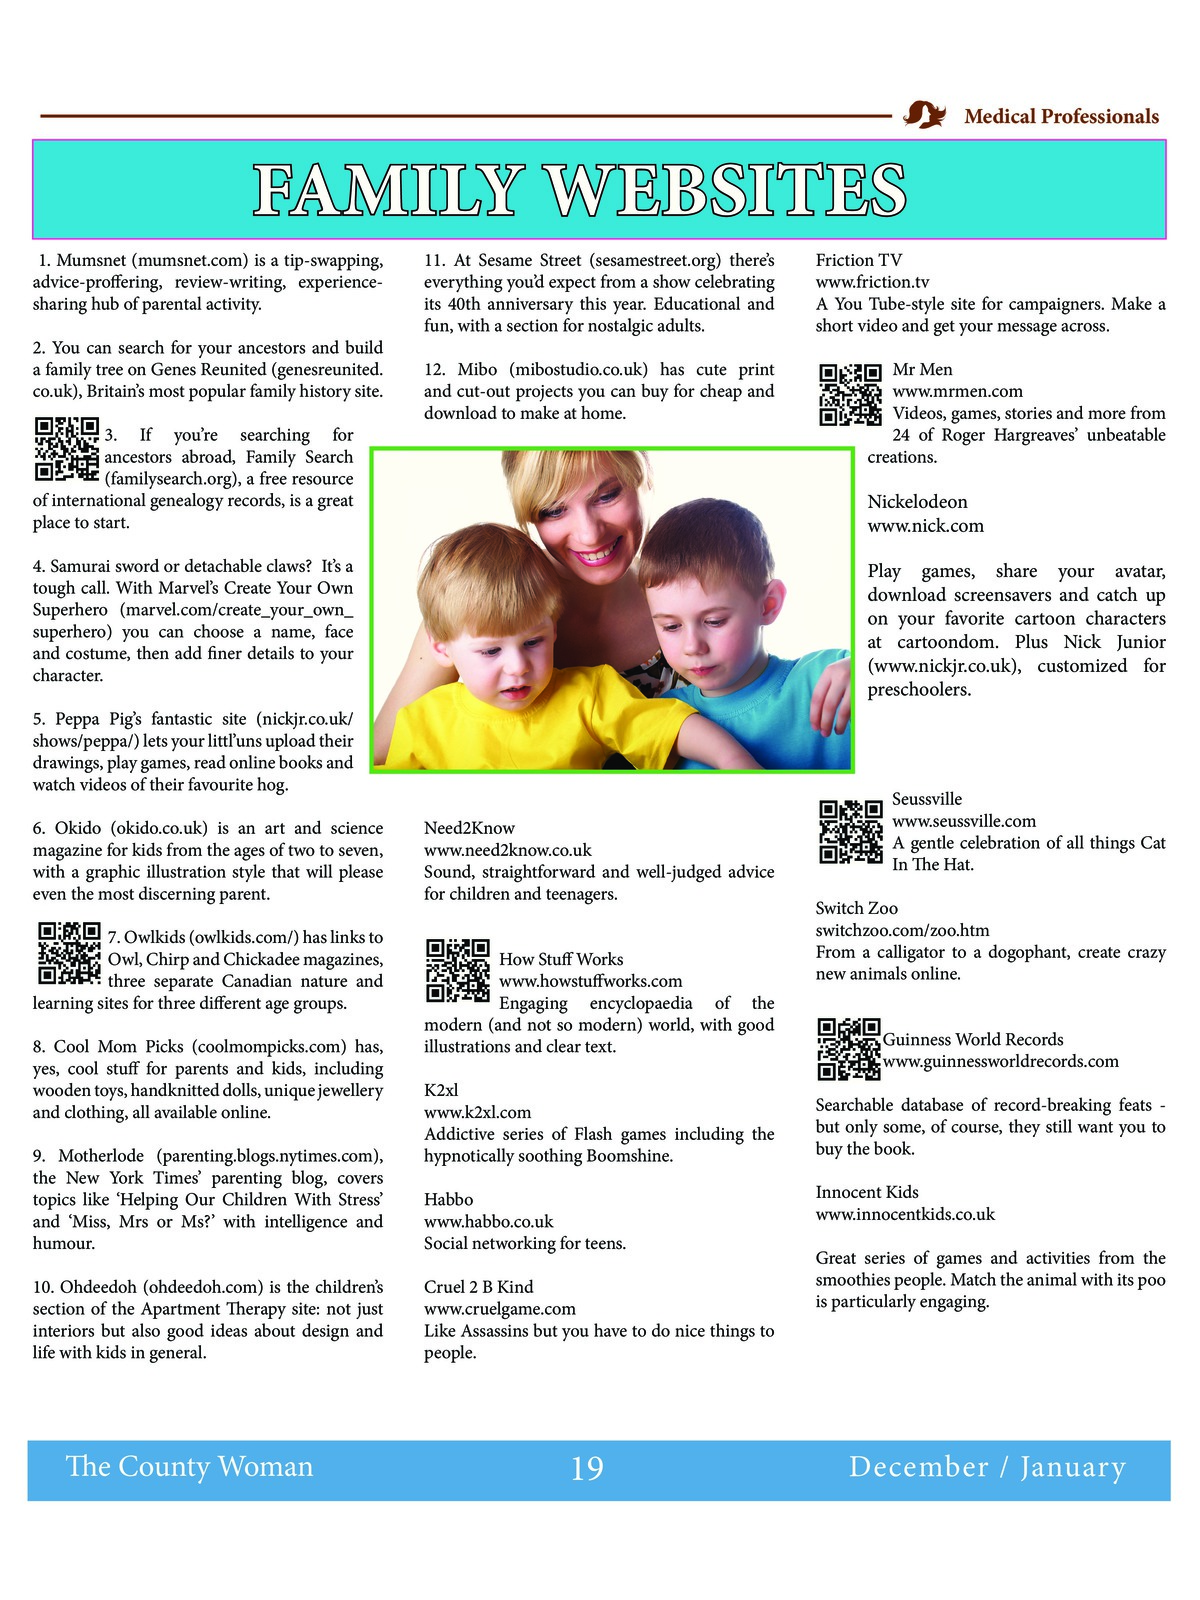 Medical Professionals
FAMILY WEBSITES
1. Mumsnet (mumsnet.com) is a tip-swapping,
advice-proffering, review-writing, experience-
sharing hub of parental activity.
2. You can search for your ancestors and build
a family tree on Genes Reunited (genesreunited.
co.uk), Britain’s most popular family history site.
3. If you’re searching for
ancestors abroad, Family Search
(familysearch.org), a free resource
of international genealogy records, is a great
place to start.
4. Samurai sword or detachable claws? It’s a
tough call. With Marvel’s Create Your Own
Superhero (marvel.com/create_your_own_
superhero) you can choose a name, face
and costume, then add finer details to your
character.
5. Peppa Pig’s fantastic site (nickjr.co.uk/
shows/peppa/) lets your littl’uns upload their
drawings, play games, read online books and
watch videos of their favourite hog.
6. Okido (okido.co.uk) is an art and science
magazine for kids from the ages of two to seven,
with a graphic illustration style that will please
even the most discerning parent.
7. Owlkids (owlkids.com/) has links to
Owl, Chirp and Chickadee magazines,
three separate Canadian nature and
learning sites for three different age groups.
8. Cool Mom Picks (coolmompicks.com) has,
yes, cool stuff for parents and kids, including
wooden toys, handknitted dolls, unique jewellery
and clothing, all available online.
9. Motherlode (parenting.blogs.nytimes.com),
the New York Times’ parenting blog, covers
topics like ‘Helping Our Children With Stress’
and ‘Miss, Mrs or Ms?’ with intelligence and
humour.
10. Ohdeedoh (ohdeedoh.com) is the children’s
section of the Apartment Therapy site: not just
interiors but also good ideas about design and
life with kids in general.
11. At Sesame Street (sesamestreet.org) there’s
everything you’d expect from a show celebrating
its 40th anniversary this year. Educational and
fun, with a section for nostalgic adults.
12. Mibo (mibostudio.co.uk) has cute print
and cut-out projects you can buy for cheap and
download to make at home.
Need2Know
www.need2know.co.uk
Sound, straightforward and well-judged advice
for children and teenagers.
How Stuff Works
www.howstuffworks.com
Engaging encyclopaedia of the
modern (and not so modern) world, with good
illustrations and clear text.
K2xl
www.k2xl.com
Addictive series of Flash games including the
hypnotically soothing Boomshine.
Habbo
www.habbo.co.uk
Social networking for teens.
Cruel 2 B Kind
www.cruelgame.com
Like Assassins but you have to do nice things to
people.
Friction TV
www.friction.tv
A You Tube-style site for campaigners. Make a
short video and get your message across.
Mr Men
www.mrmen.com
Videos, games, stories and more from
24 of Roger Hargreaves’ unbeatable
creations.
Nickelodeon
www.nick.com
Play games, share your avatar,
download screensavers and catch up
on your favorite cartoon characters
at cartoondom. Plus Nick Junior
(www.nickjr.co.uk), customized for
preschoolers.
Seussville
www.seussville.com
A gentle celebration of all things Cat
In The Hat.
Switch Zoo
switchzoo.com/zoo.htm
From a calligator to a dogophant, create crazy
new animals online.
Guinness World Records
www.guinnessworldrecords.com
Searchable database of record-breaking feats -
but only some, of course, they still want you to
buy the book.
Innocent Kids
www.innocentkids.co.uk
Great series of games and activities from the
smoothies people. Match the animal with its poo
is particularly engaging.
The County Woman
19
December / January